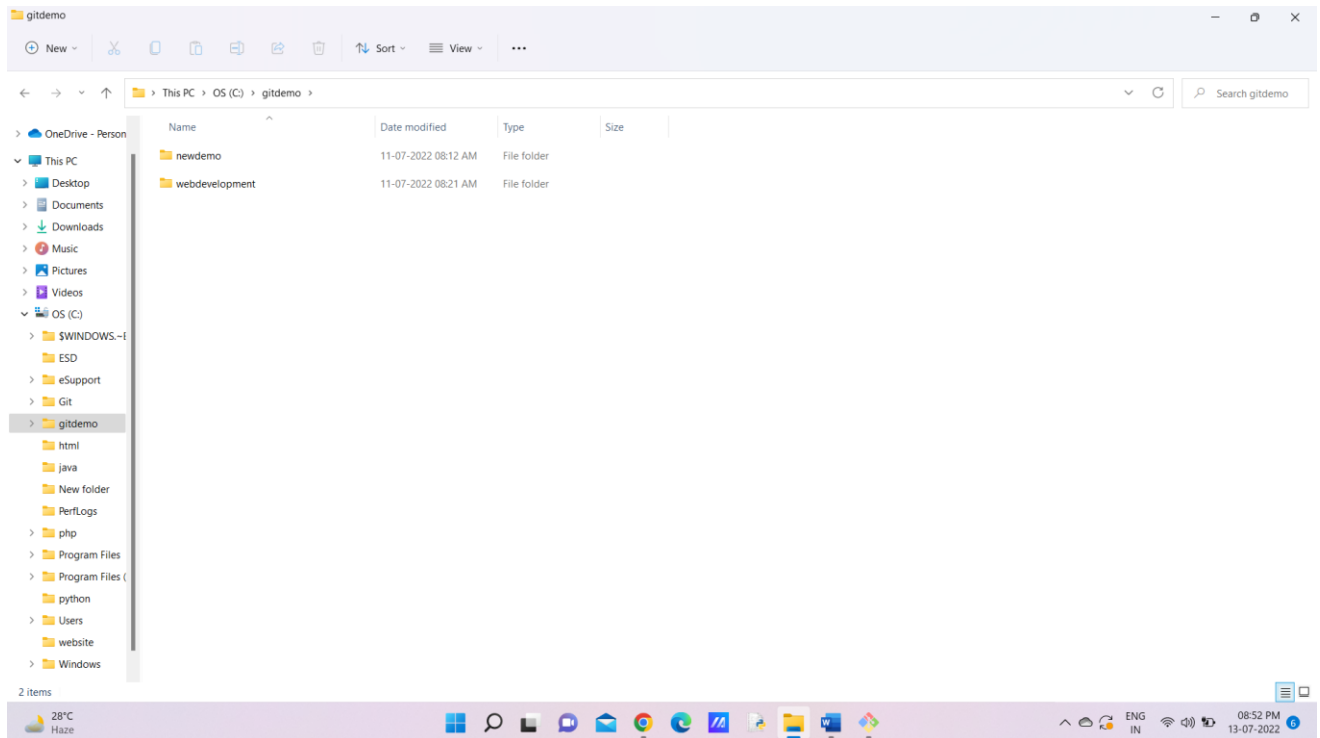 gitdemo
New
Sort
View
This PC > OS (C:) > gitdemo >
Search gitdemo
Name
Date modified
Type
Size
newdemo
11-07-2022 08:12 AM
File folder
webdevelopment
11-07-2022 08:21 AM
File folder
OneDrive - Person
This PC
Desktop
Documents
Downloads
Music
Pictures
Videos
OS (C:)
$WINDOWS.~E
ESD
eSupport
Git
gitdemo
html
java
New folder
PerfLogs
php
Program Files
Program Files (
python
Users
website
Windows
2 items
28°C
Haze
ENG
IN
08:52 PM
13-07-2022
6